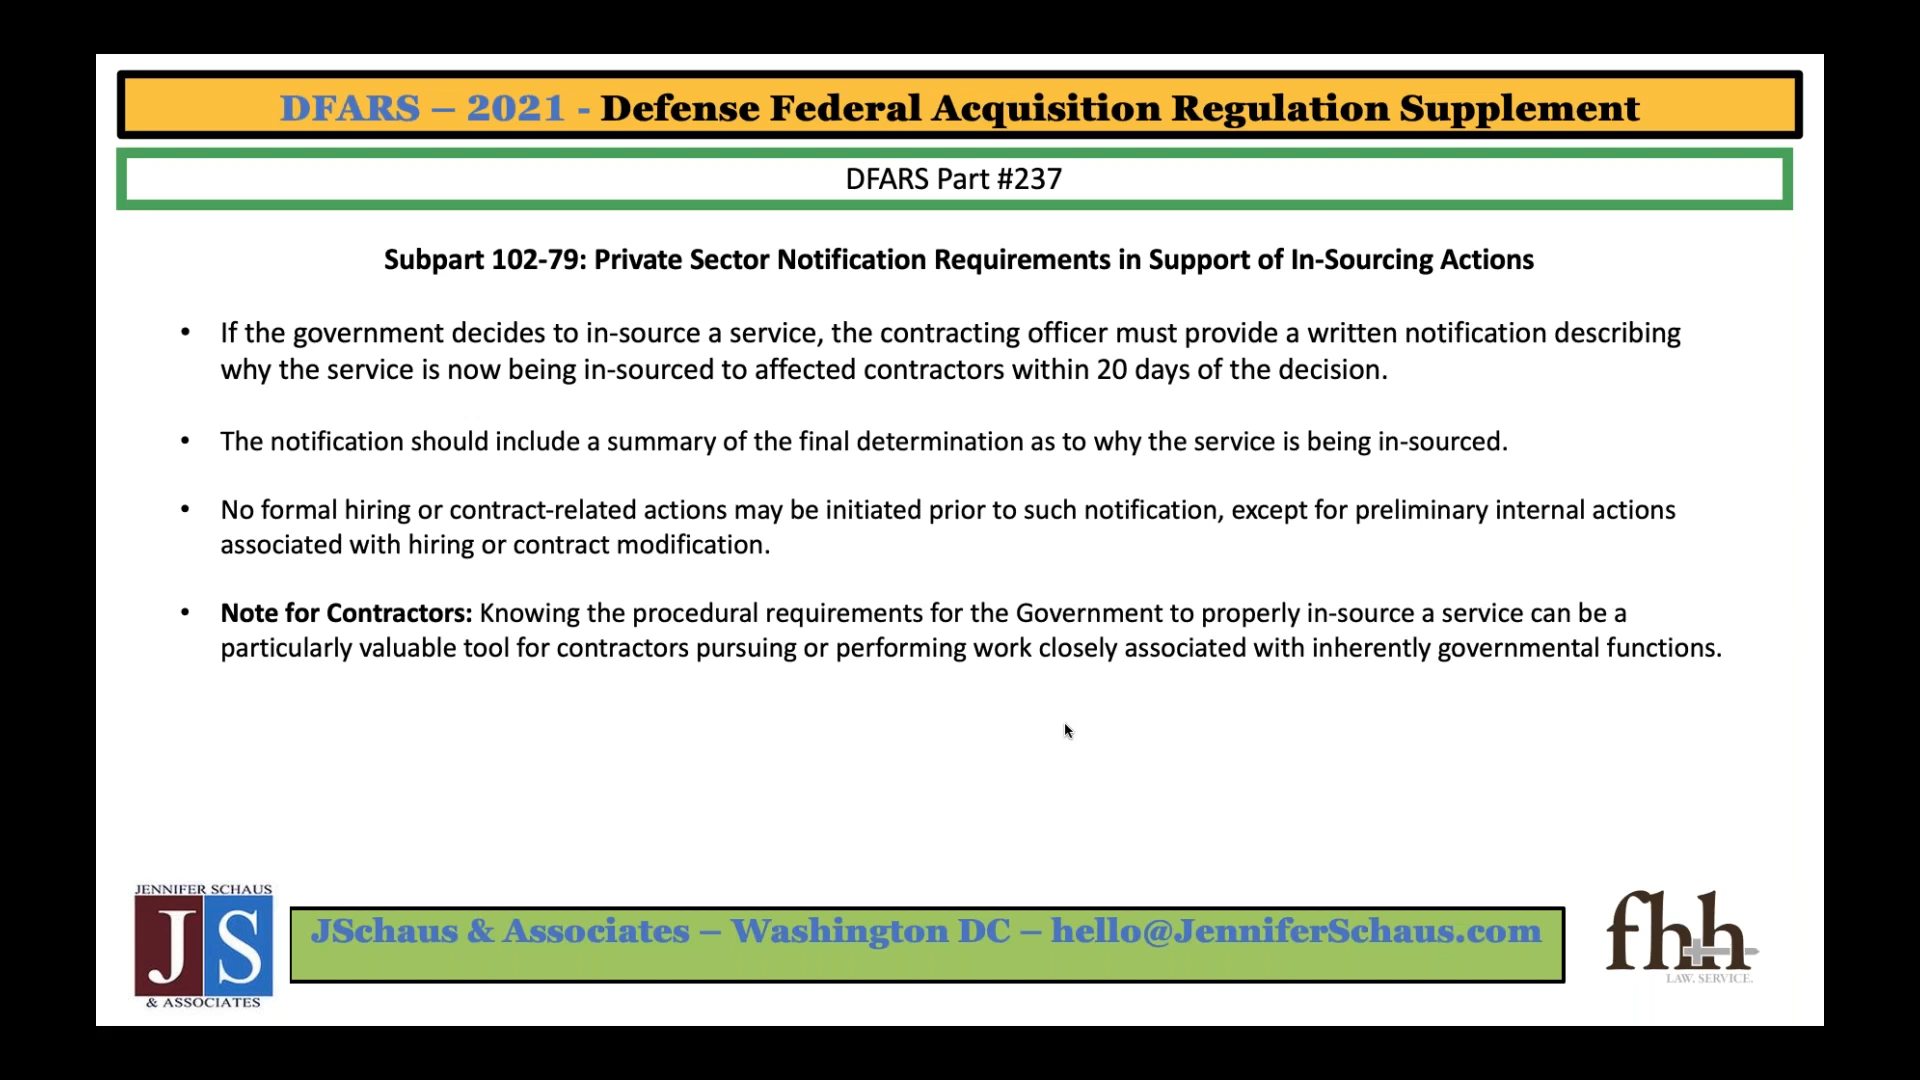 DFARS – 2021 - Defense Federal Acquisition Regulation Supplement
DFARS Part #237
Subpart 102-79: Private Sector Notification Requirements in Support of In-Sourcing Actions
• If the government decides to in-source a service, the contracting officer must provide a written notification describing
why the service is now being in-sourced to affected contractors within 20 days of the decision.
• The notification should include a summary of the final determination as to why the service is being in-sourced.
• No formal hiring or contract-related actions may be initiated prior to such notification, except for preliminary internal actions
associated with hiring or contract modification.
• Note for Contractors: Knowing the procedural requirements for the Government to properly in-source a service can be a
particularly valuable tool for contractors pursuing or performing work closely associated with inherently governmental functions.
JENNIFER SCHAUS
JS
& ASSOCIATES
JSchaus & Associates – Washington DC – hello@JenniferSchaus.com
fhh
LAW. SERVICE.